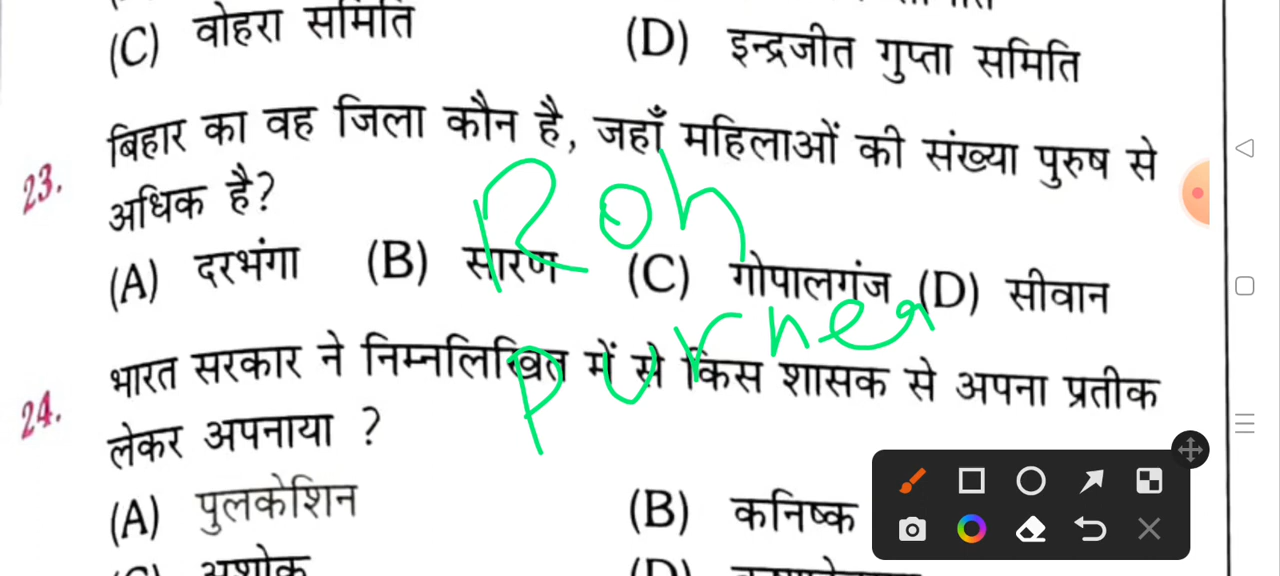 (C) वोहरा समिति (D) इन्द्रजीत गुप्ता समिति
23. बिहार का वह जिला कौन है, जहाँ महिलाओं की संख्या पुरुष से
अधिक है?
Roh
(A) दरभंगा (B) सारण (C) गोपालगंज (D) सीवान
purnea
24. भारत सरकार ने निम्नलिखित में से किस शासक से अपना प्रतीक
लेकर अपनाया ?
(A) पुलकेशिन (B) कनिष्क
(C) अशोक (D)